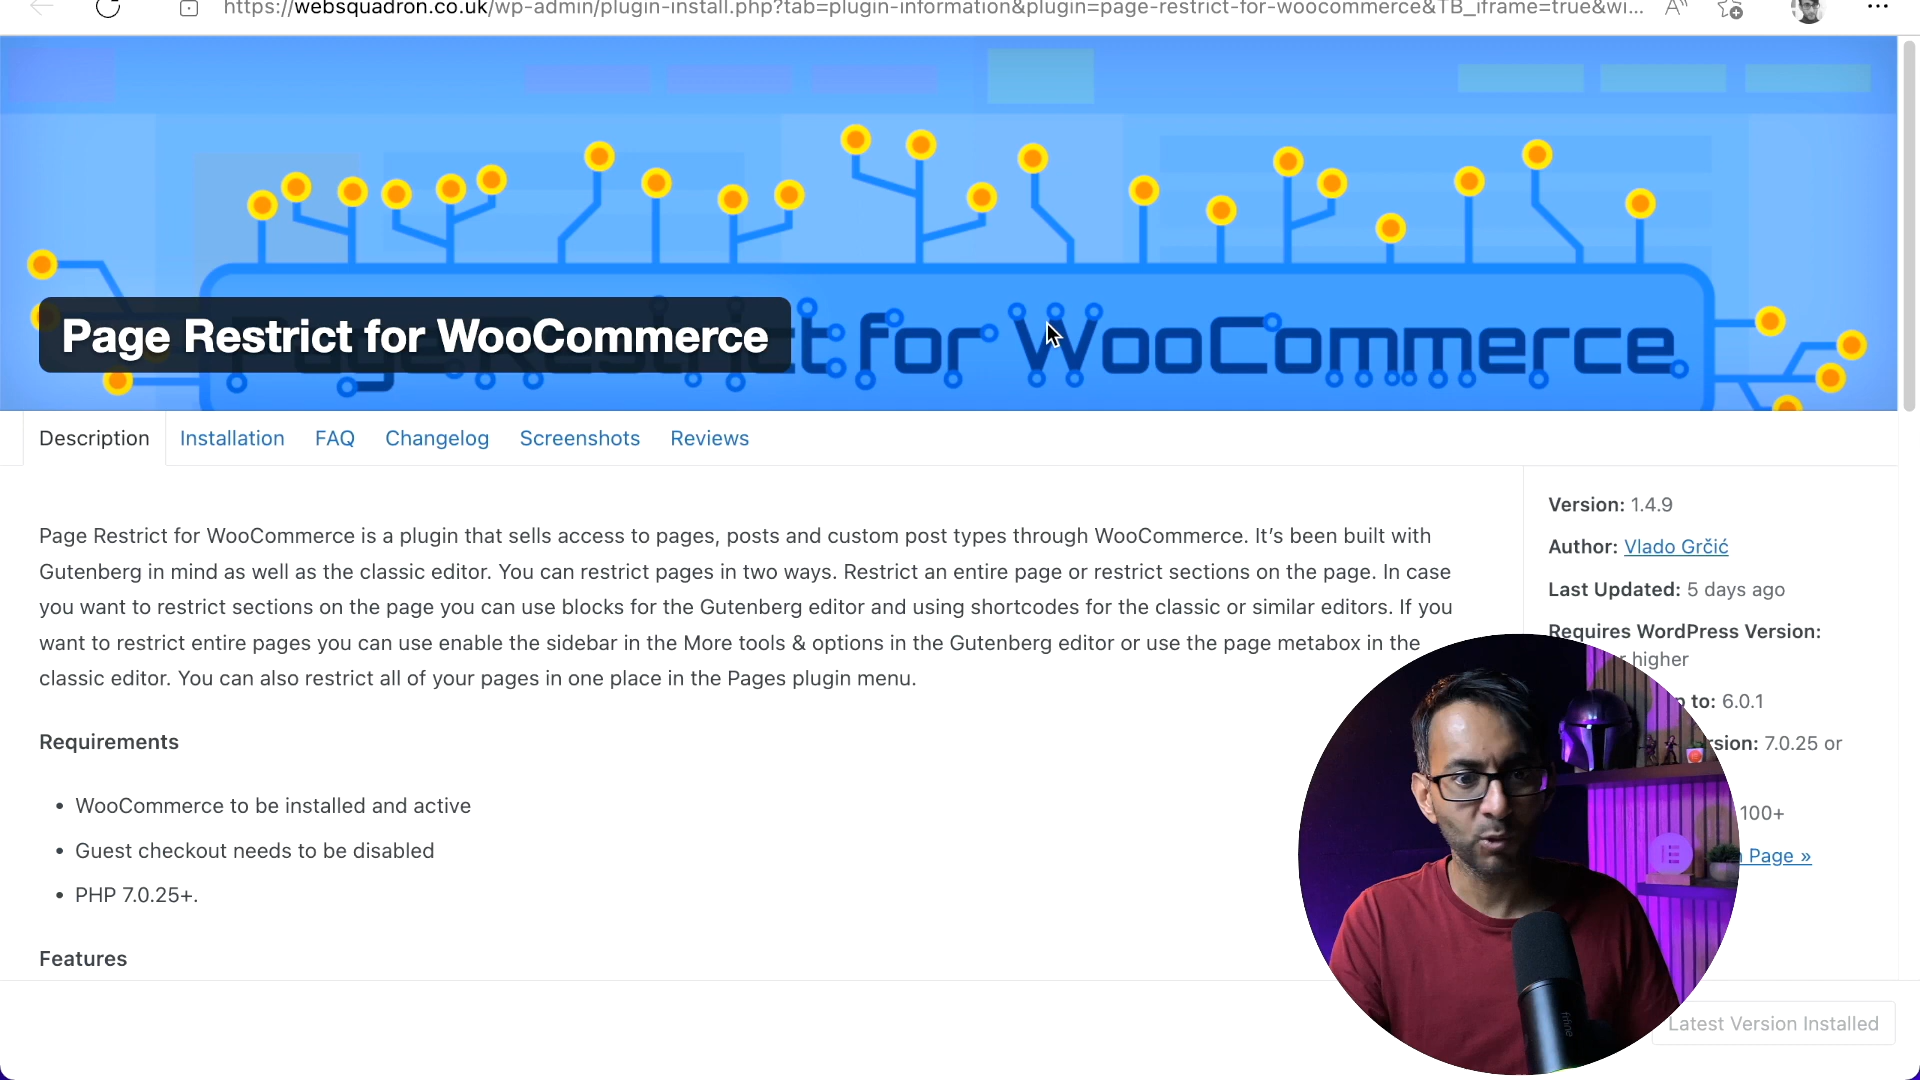 https://websquadron.co.uk/wp-admin/plugin-install.php?tab=plugin-information&plugin=page-restrict-for-woocommerce&TB_iframe=true&wi...
Page Restrict for WooCommerce
for WooCommerce
Description Installation FAQ Changelog Screenshots Reviews
Page Restrict for WooCommerce is a plugin that sells access to pages, posts and custom post types through WooCommerce. It’s been built with
Gutenberg in mind as well as the classic editor. You can restrict pages in two ways. Restrict an entire page or restrict sections on the page. In case
you want to restrict sections on the page you can use blocks for the Gutenberg editor and using shortcodes for the classic or similar editors. If you
want to restrict entire pages you can use enable the sidebar in the More tools & options in the Gutenberg editor or use the page metabox in the
classic editor. You can also restrict all of your pages in one place in the Pages plugin menu.
Requirements
• WooCommerce to be installed and active
• Guest checkout needs to be disabled
• PHP 7.0.25+.
Features
Version: 1.4.9
Author: Vlado Grčić
Last Updated: 5 days ago
Requires WordPress Version:
higher
to: 6.0.1
7.0.25 or
100+
Page »
Latest Version Installed